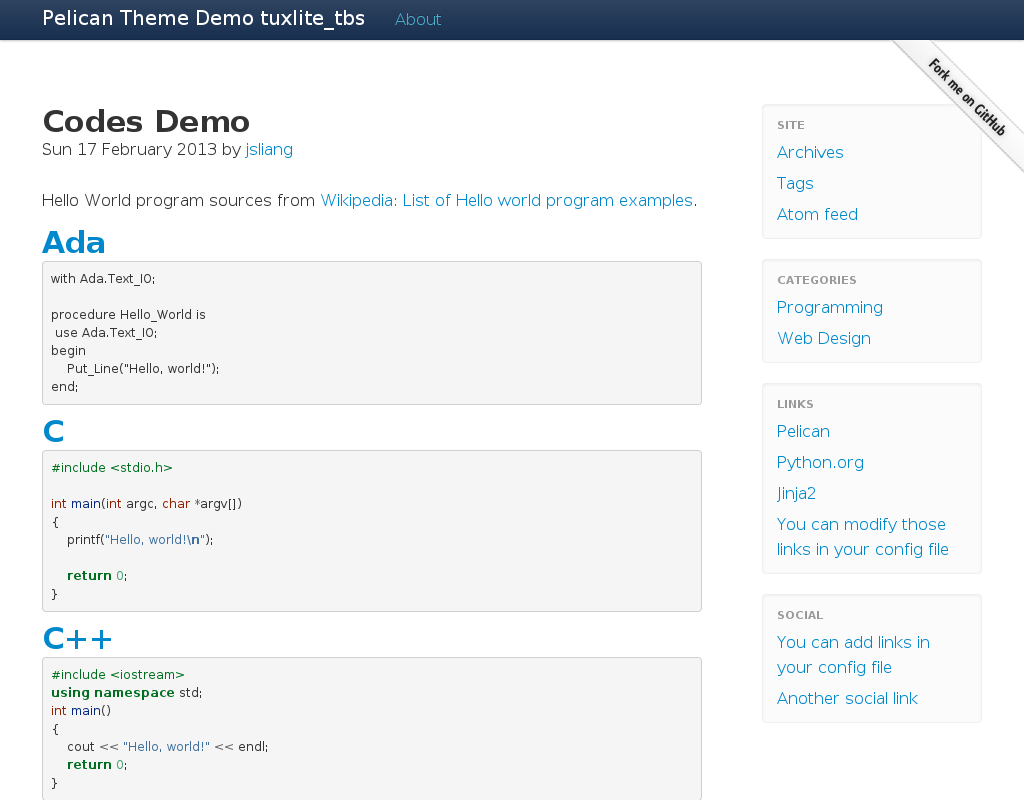 Pelican Theme Demo tuxlite_tbs About
Fork me on GitHub
Codes Demo
Sun 17 February 2013 by jsliang
Hello World program sources from Wikipedia: List of Hello world program examples.
Ada
with Ada.Text_IO;
procedure Hello_World is
 use Ada.Text_IO;
begin
    Put_Line("Hello, world!");
end;
C
#include <stdio.h>
int main(int argc, char *argv[])
{
    printf("Hello, world!\n");
    return 0;
}
C++
#include <iostream>
using namespace std;
int main()
{
    cout << "Hello, world!" << endl;
    return 0;
}
SITE
Archives
Tags
Atom feed
CATEGORIES
Programming
Web Design
LINKS
Pelican
Python.org
Jinja2
You can modify those
links in your config file
SOCIAL
You can add links in
your config file
Another social link